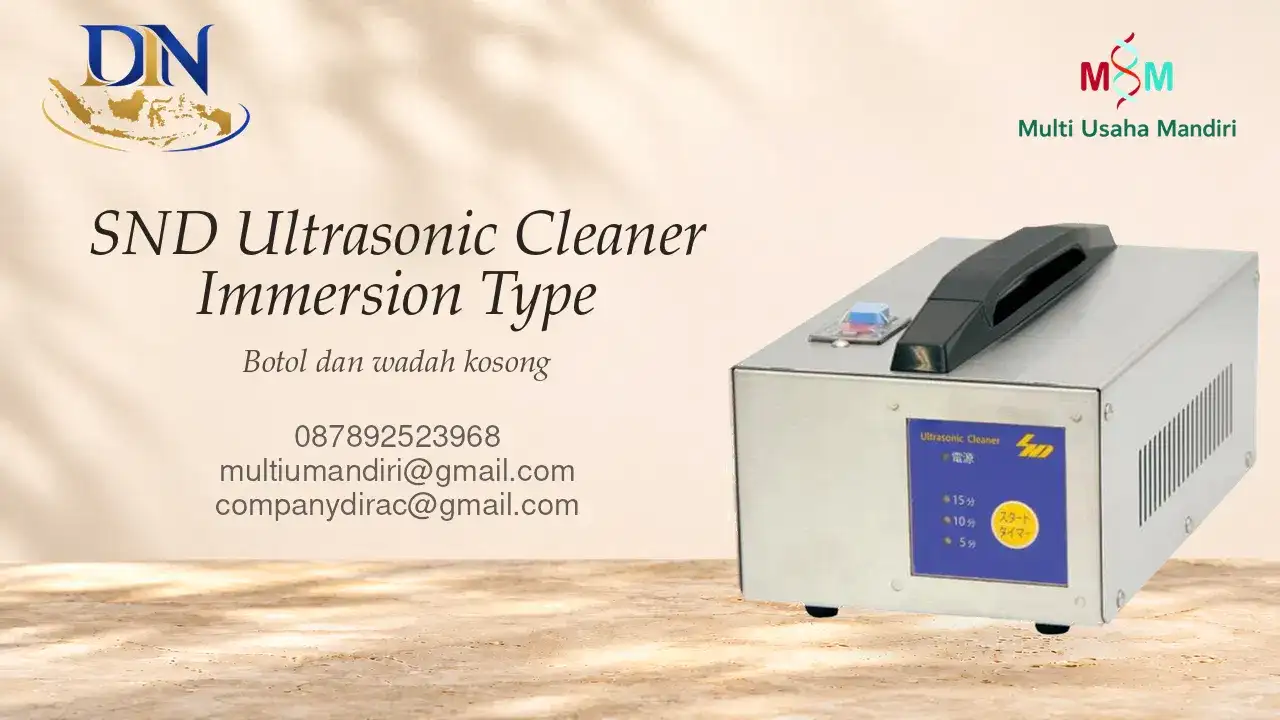 DN
MSM
Multi Usaha Mandiri
SND Ultrasonic Cleaner
Immersion Type
Botol dan wadah kosong
087892523968
multiumandiri@gmail.com
companydirac@gmail.com
Ultrasonic Cleaner SND
電源
15分
10分
5分
スタート
タイマー